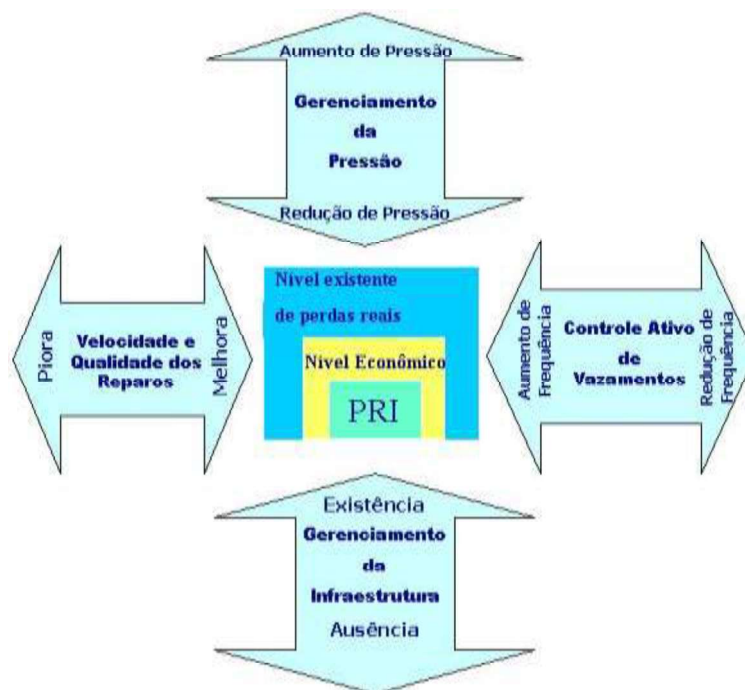 Aumento de Pressão
Gerenciamento
da
Pressão
Redução de Pressão
Piora
Velocidade e
Qualidade dos
Reparos
Melhora
Nível existente
de perdas reais
Nível Econômico
PRI
Aumento de
Frequência
Controle Ativo
de
Vazamentos
Redução de
Frequência
Existência
Gerenciamento
da
Infraestrutura
Ausência